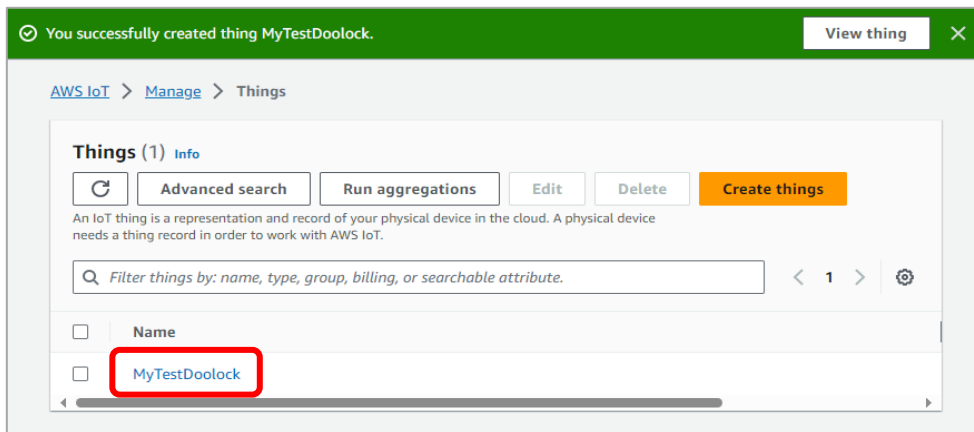 You successfully created thing MyTestDoolock.
View thing
AWS IoT > Manage > Things
Things (1) Info
Advanced search Run aggregations Edit Delete Create things
An IoT thing is a representation and record of your physical device in the cloud. A physical device
needs a thing record in order to work with AWS IoT.
Filter things by: name, type, group, billing, or searchable attribute.
1
Name
MyTestDoolock